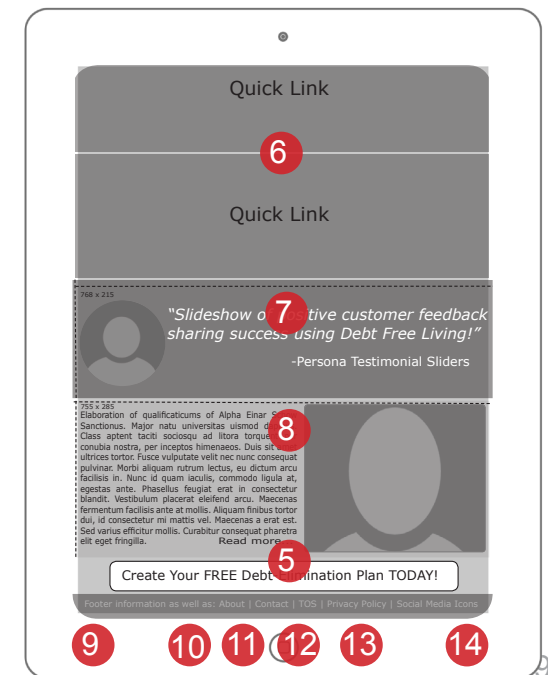 Quick Link
6
Quick Link
768 x 215
7
“Slideshow of positive customer feedback
sharing success using Debt Free Living!”
-Persona Testimonial Sliders
755 x 285
8
Elaboration of qualificaticums of Alpha Einar
Sanctionus. Major natu universitas uismod
Class aptent taciti sociosqu ad litora
conubia nostra, per inceptos himenaeos. Duis sit
ultrices tortor. Fusce vulputate velit nec nunc consequat
pulvinar. Morbi aliquam rutrum lectus, eu dictum arcu
facilisis in. Nunc id quam iaculis, commodo ligula at,
egestas ante. Phasellus feugiat erat in consectetur
blandit. Vestibulum placerat eleifend arcu. Maecenas
fermentum facilisis ante at mollis. Aliquam finibus tortor
dui, id consectetur mi mattis vel. Maecenas a erat est.
Sed varius efficitur mollis. Curabitur consequat pharetra
elit eget fringilla. Read more
5
Create Your FREE Debt Elimination Plan TODAY!
Footer information as well as: About | Contact | TOS | Privacy Policy | Social Media Icons
9 10 11 12 13 14